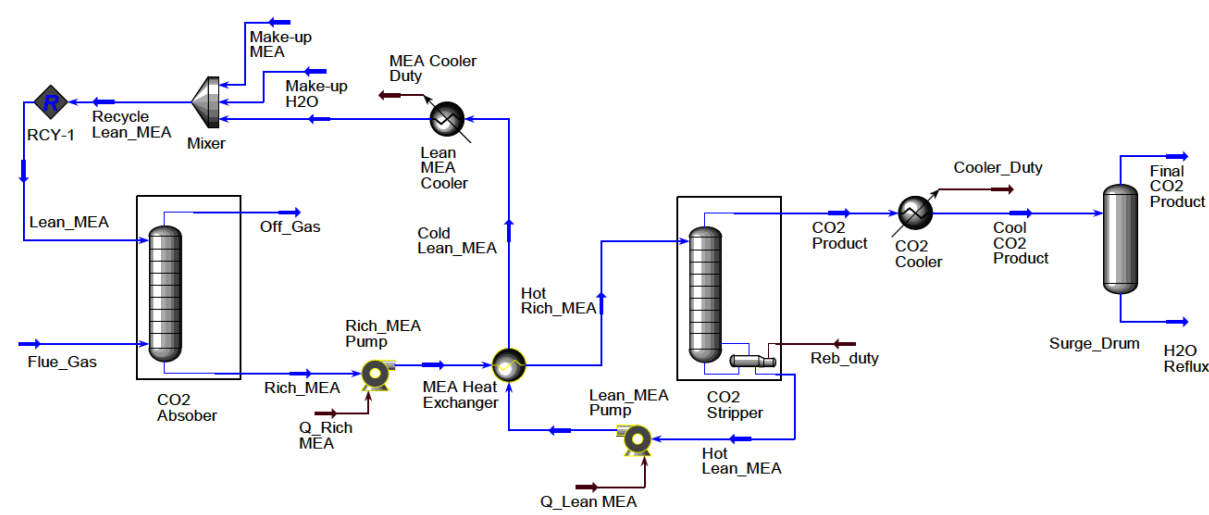 Make-up
MEA
MEA Cooler
Duty
Make-up
H2O
R
RCY-1
Recycle
Lean_MEA
Mixer
Lean
MEA
Cooler
Cooler_Duty
Final
CO2
Product
Lean_MEA
Off_Gas
Cold
Lean_MEA
CO2
Product
CO2
Cooler
Cool
CO2
Product
Hot
Rich_MEA
Flue_Gas
Rich_MEA
Pump
Rich_MEA
MEA Heat
Exchanger
Reb_duty
Surge_Drum
H2O
Reflux
CO2
Absober
Q_Rich
MEA
Lean_MEA
Pump
CO2
Stripper
Hot
Lean_MEA
Q_Lean MEA